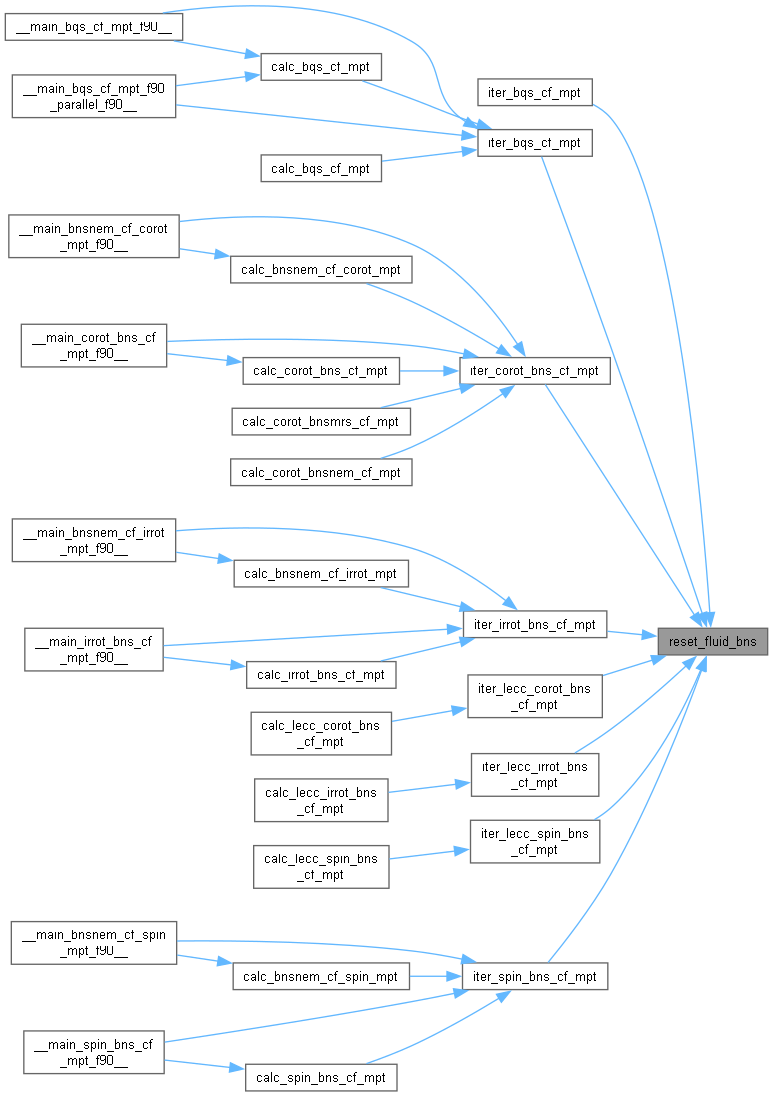 __main_bqs_cf_mpt_f90__
calc_bqs_cf_mpt
__main_bqs_cf_mpt_f90
_parallel_f90__
iter_bqs_cf_mpt
iter_bqs_cf_mpt
calc_bqs_cf_mpt
__main_bnsnem_cf_corot
_mpt_f90__
calc_bnsnem_cf_corot_mpt
__main_corot_bns_cf
_mpt_f90__
calc_corot_bns_cf_mpt
iter_corot_bns_cf_mpt
calc_corot_bnsmrs_cf_mpt
calc_corot_bnsnem_cf_mpt
__main_bnsnem_cf_irrot
_mpt_f90__
calc_bnsnem_cf_irrot_mpt
iter_irrot_bns_cf_mpt
reset_fluid_bns
__main_irrot_bns_cf
_mpt_f90__
calc_irrot_bns_cf_mpt
iter_lecc_corot_bns
_cf_mpt
calc_lecc_corot_bns
_cf_mpt
iter_lecc_irrot_bns
_cf_mpt
calc_lecc_irrot_bns
_cf_mpt
iter_lecc_spin_bns
_cf_mpt
calc_lecc_spin_bns
_cf_mpt
__main_bnsnem_cf_spin
_mpt_f90__
calc_bnsnem_cf_spin_mpt
iter_spin_bns_cf_mpt
__main_spin_bns_cf
_mpt_f90__
calc_spin_bns_cf_mpt